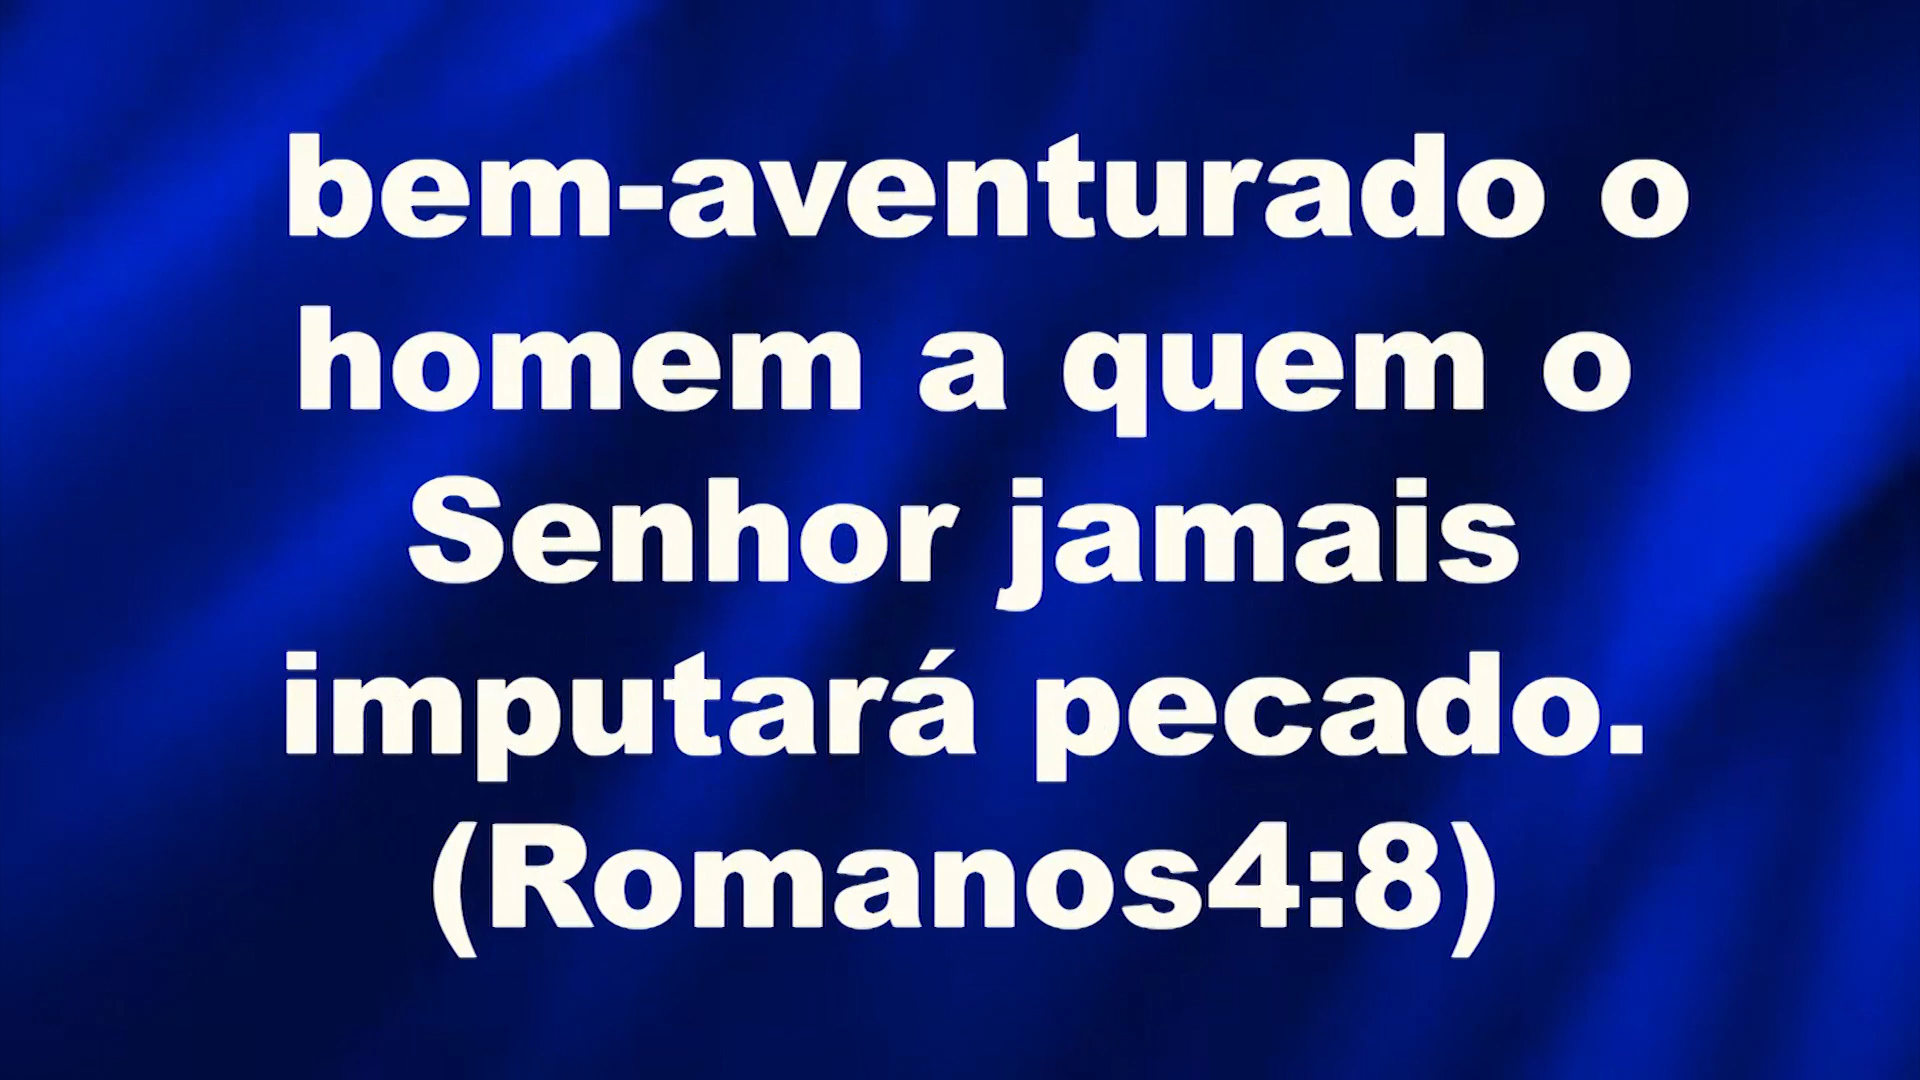 bem-aventurado o
homem a quem o
Senhor jamais
imputará pecado.
(Romanos4:8)